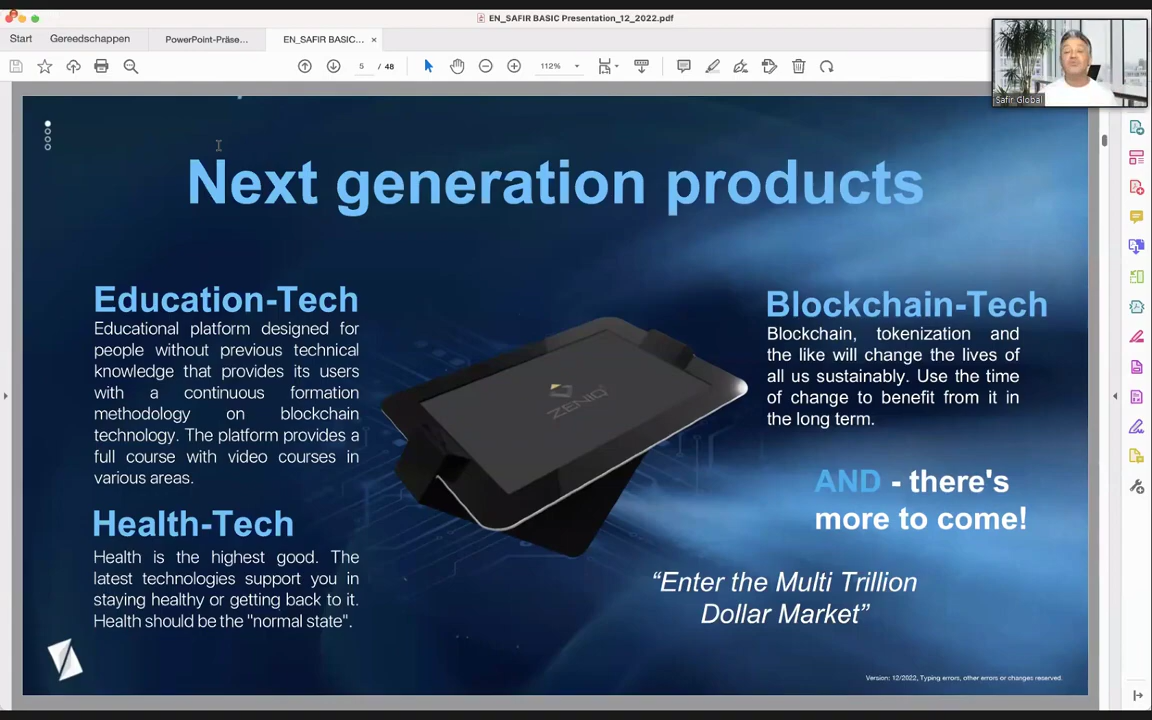 EN_SAFIR BASIC Presentation_12_2022.pdf
Start
Gereedschappen
PowerPoint-Präse...
EN_SAFIR BASIC...
5 / 48
112%
Safir Global
Next generation products
Education-Tech
Educational platform designed for
people without previous technical
knowledge that provides its users
with a continuous formation
methodology on blockchain
technology. The platform provides a
full course with video courses in
various areas.
Health-Tech
Health is the highest good. The
latest technologies support you in
staying healthy or getting back to it.
Health should be the "normal state".
ZENIQ
Blockchain-Tech
Blockchain, tokenization and
the like will change the lives of
all us sustainably. Use the time
of change to benefit from it in
the long term.
AND - there's
more to come!
“Enter the Multi Trillion
Dollar Market”
Version: 12/2022, Typing errors, other errors or changes reserved.